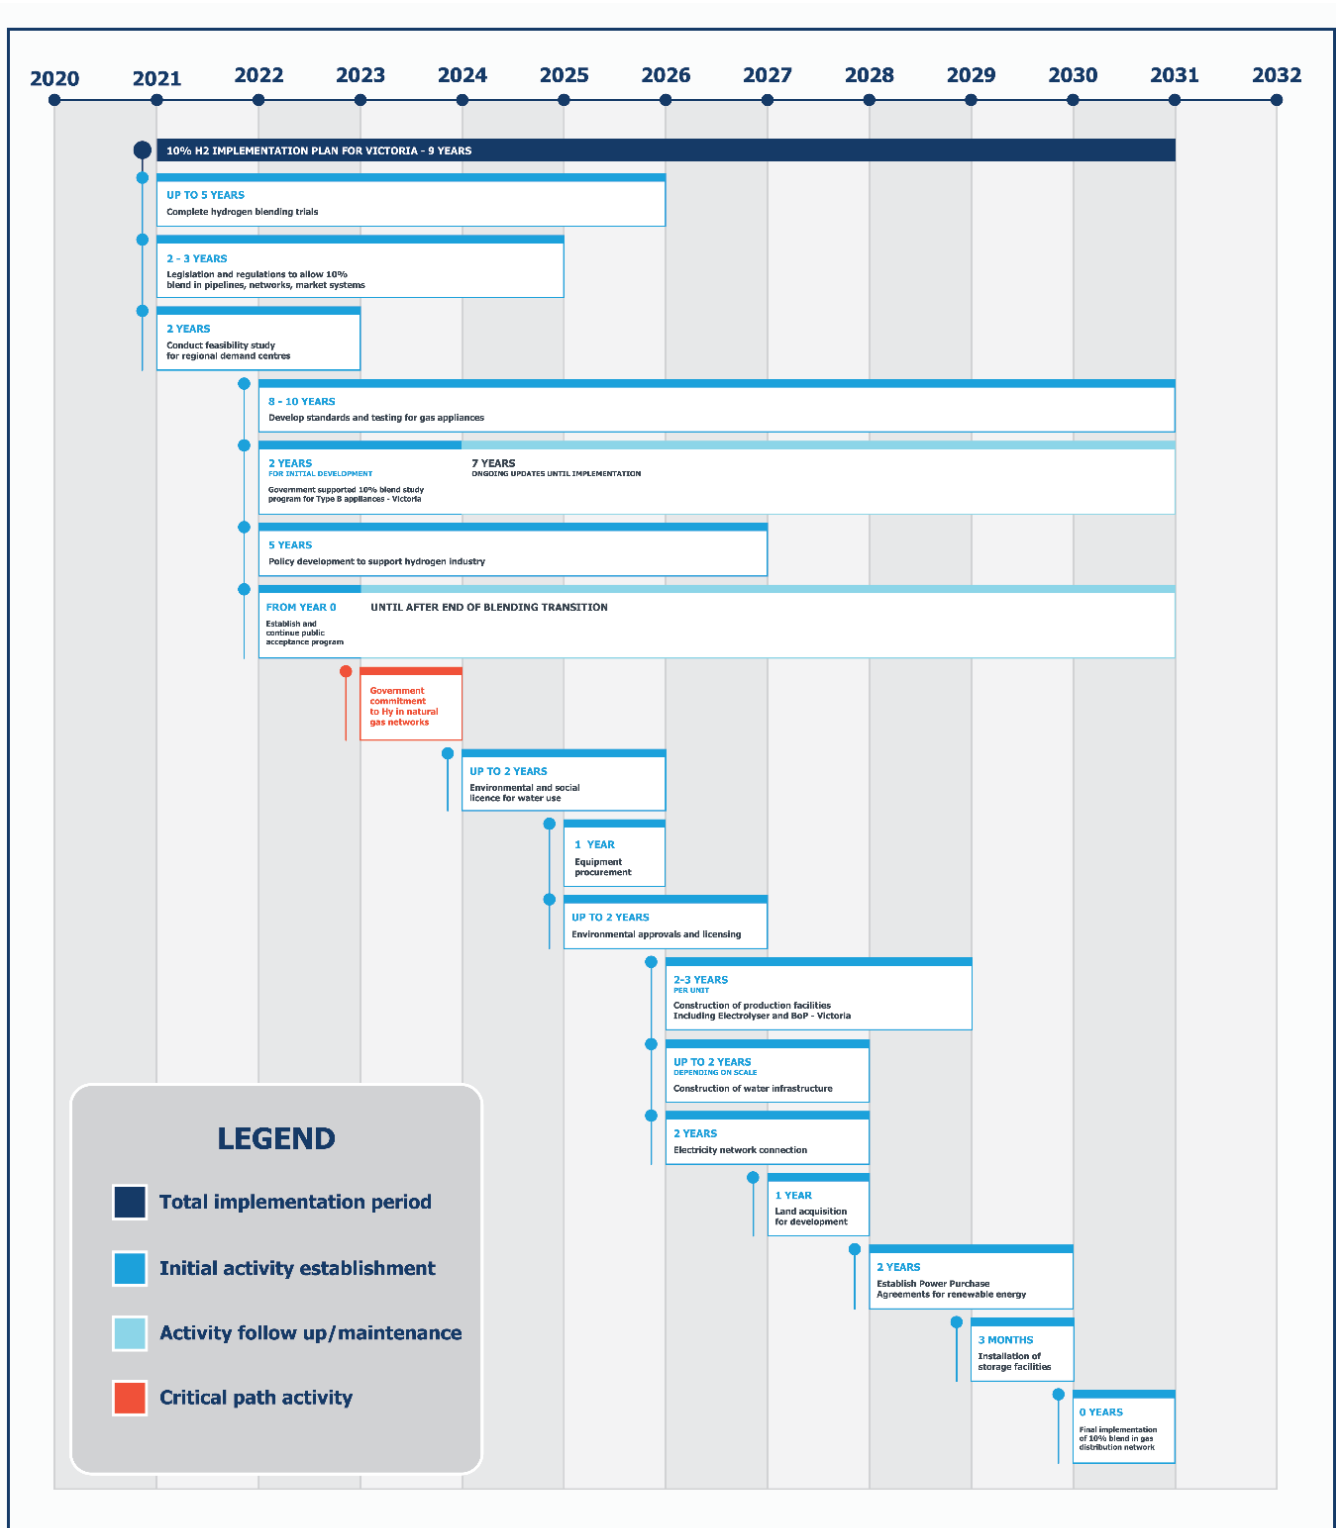 2020 2021 2022 2023 2024 2025 2026 2027 2028 2029 2030 2031 2032
10% H2 IMPLEMENTATION PLAN FOR VICTORIA - 9 YEARS
UP TO 5 YEARS
Complete hydrogen blending trials
2 - 3 YEARS
Legislation and regulations to allow 10%
blend in pipelines, networks, market systems
2 YEARS
Conduct feasibility study
for regional demand centres
8 - 10 YEARS
Develop standards and testing for gas appliances
2 YEARS
FOR INITIAL DEVELOPMENT
Government supported 10% blend study
program for Type B appliances - Victoria
7 YEARS
ONGOING UPDATES UNTIL IMPLEMENTATION
5 YEARS
Policy development to support hydrogen industry
FROM YEAR 0
Establish and
continue public
acceptance program
UNTIL AFTER END OF BLENDING TRANSITION
Government
commitment
to Hy in natural
gas networks
UP TO 2 YEARS
Environmental and social
licence for water use
1 YEAR
Equipment
procurement
UP TO 2 YEARS
Environmental approvals and licensing
2-3 YEARS
PER UNIT
Construction of production facilities
Including Electrolyser and BoP - Victoria
UP TO 2 YEARS
DEPENDING ON SCALE
Construction of water infrastructure
2 YEARS
Electricity network connection
1 YEAR
Land acquisition
for development
2 YEARS
Establish Power Purchase
Agreements for renewable energy
3 MONTHS
Installation of
storage facilities
0 YEARS
Final implementation
of 10% blend in gas
distribution network
LEGEND
Total implementation period
Initial activity establishment
Activity follow up/maintenance
Critical path activity